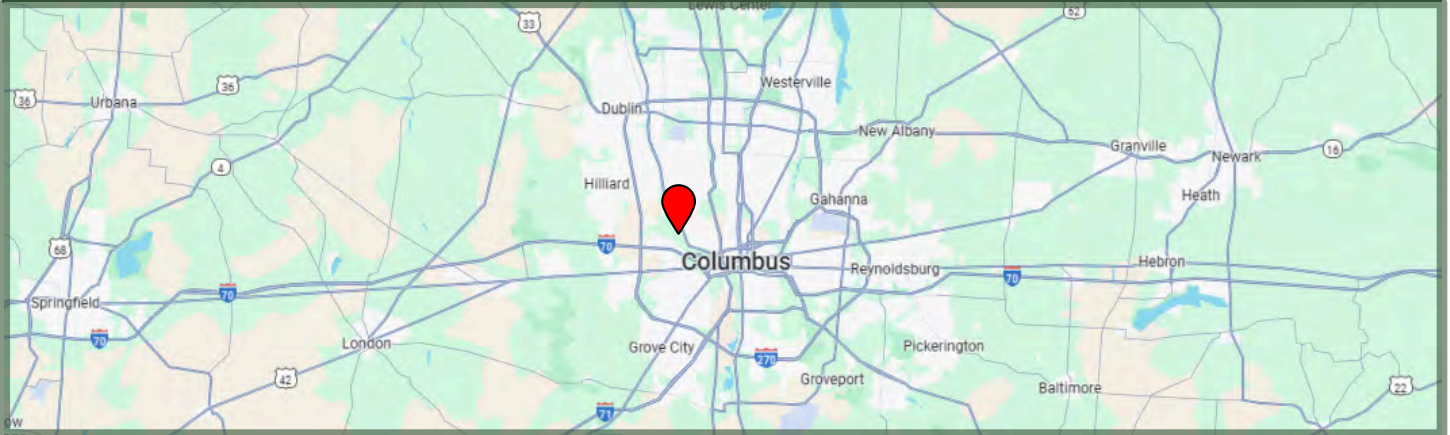 Lewis Center
33
62
Westerville
36
36
Urbana
Dublin
New Albany
Granville
16
Newark
4
Hilliard
Heath
Gahanna
68
70
Columbus
Reynoldsburg
70
Hebron
70
Springfield
70
London
Grove City
270
Pickerington
42
Groveport
Baltimore
22
71
ow